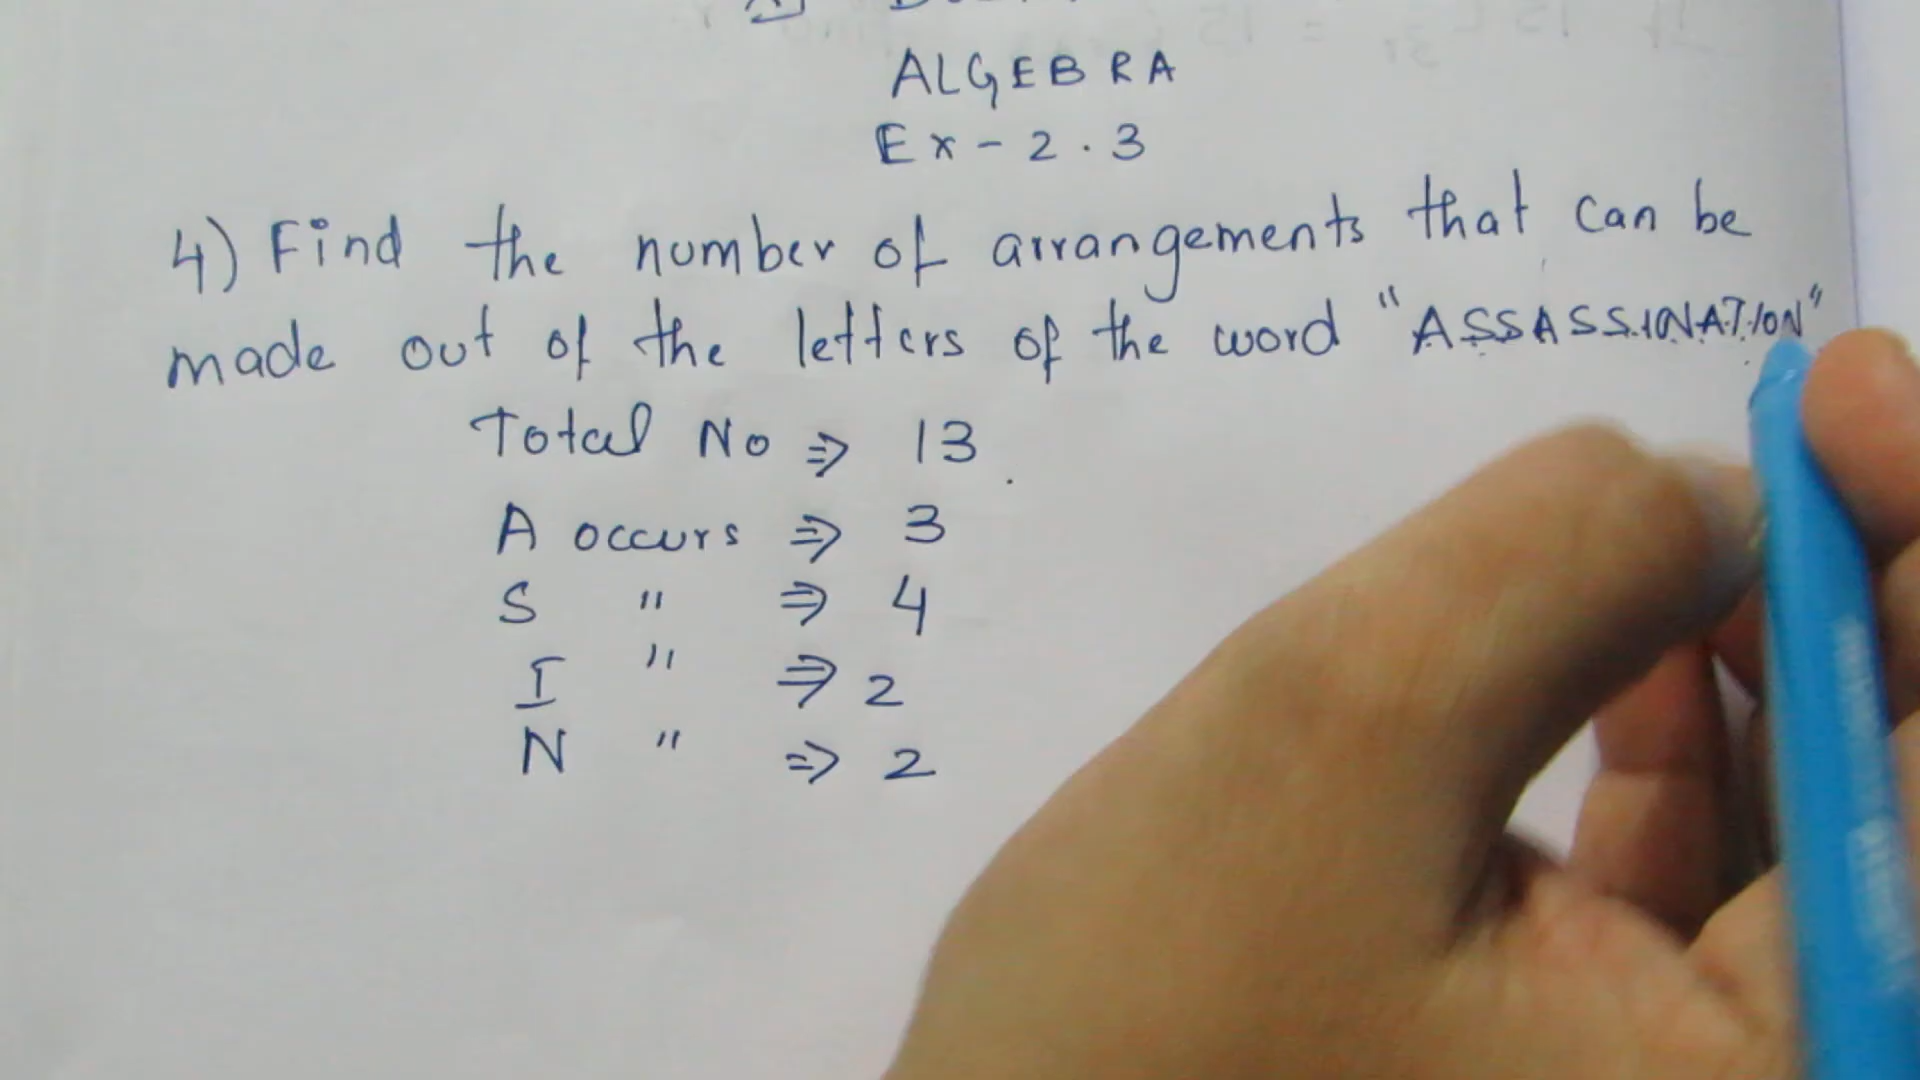 ALGEBRA
Ex - 2.3
4) Find the number of arrangements that can be
made out of the letters of the word "ASSASSINATION"
Total No ⇒ 13
A occurs ⇒ 3
S " ⇒ 4
I " ⇒ 2
N " ⇒ 2